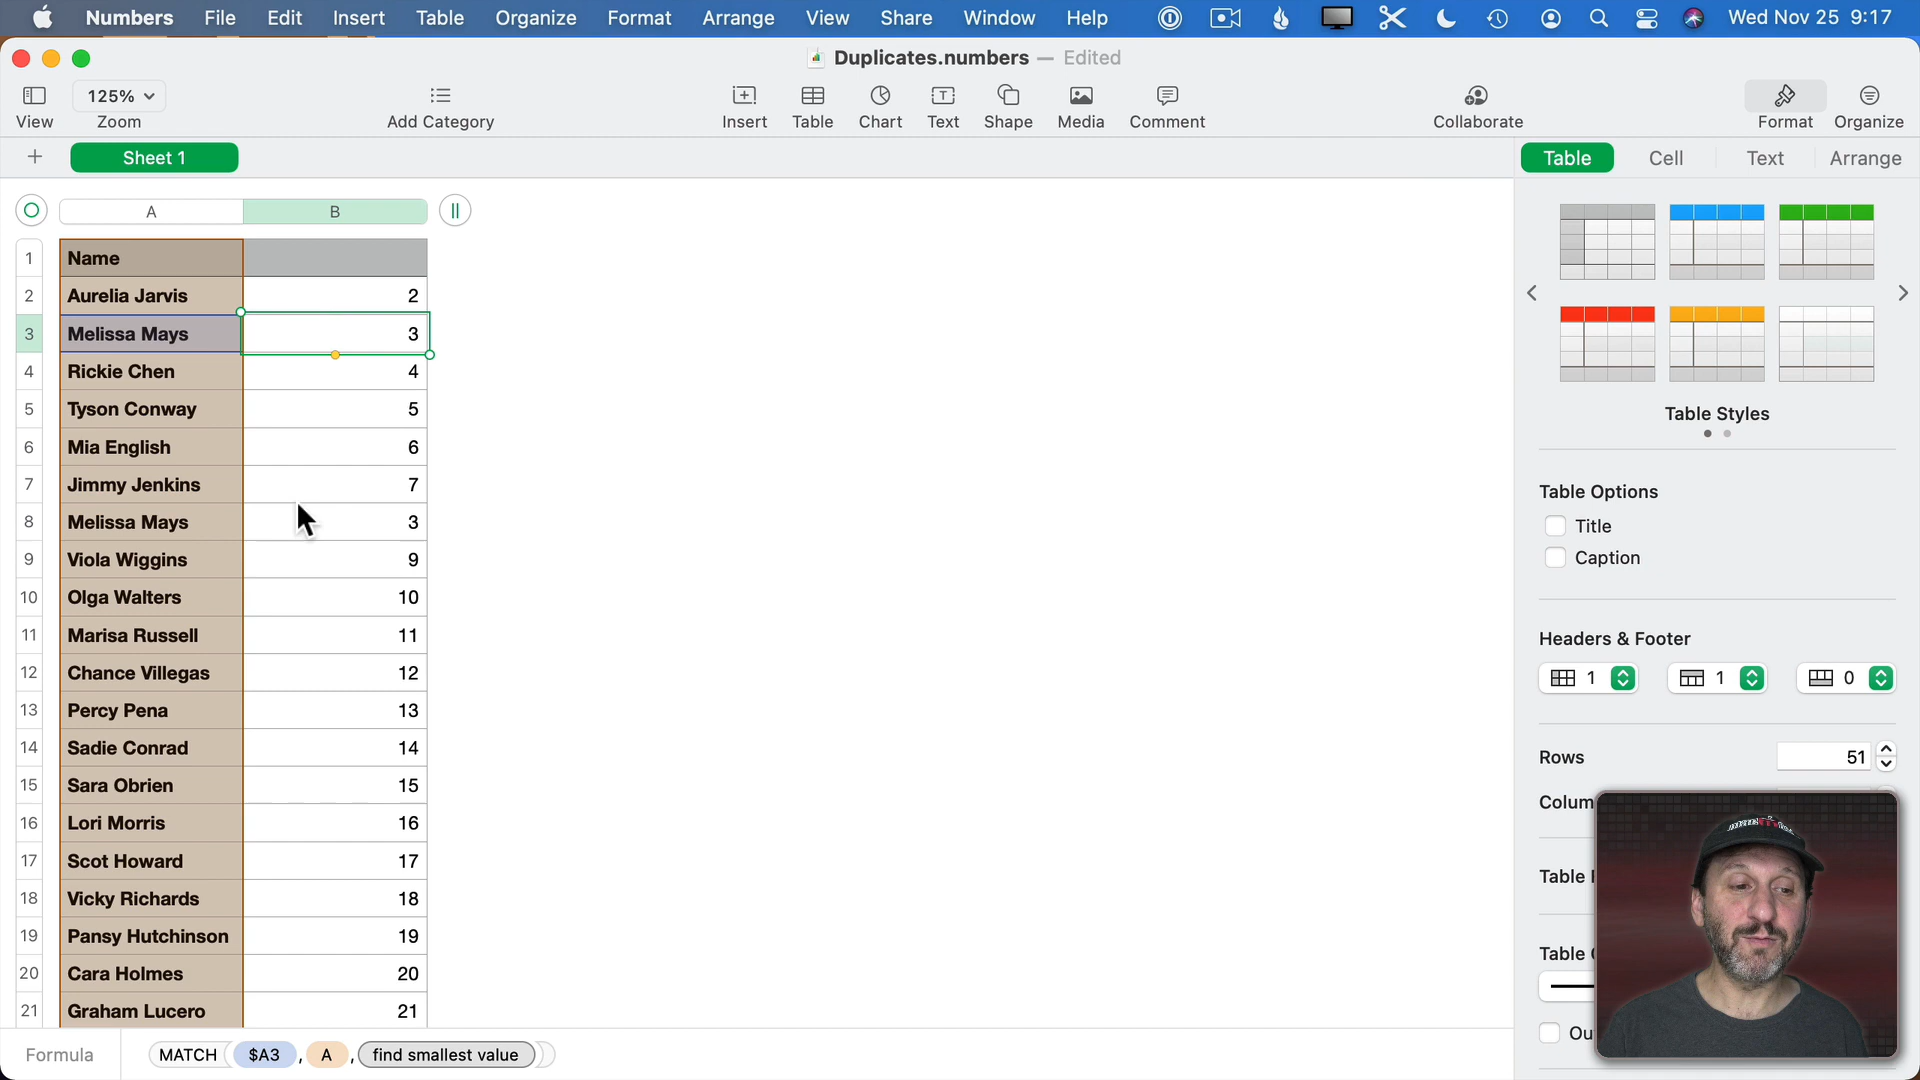 Numbers File Edit Insert Table Organize Format Arrange View Share Window Help Wed Nov 25 9:17
Duplicates.numbers — Edited
125%
View Zoom Add Category Insert Table Chart Text Shape Media Comment Collaborate Format Organize
Sheet 1
Table Cell Text Arrange
A B
1 Name
2 Aurelia Jarvis 2
3 Melissa Mays 3
4 Rickie Chen 4
5 Tyson Conway 5
6 Mia English 6
7 Jimmy Jenkins 7
8 Melissa Mays 3
9 Viola Wiggins 9
10 Olga Walters 10
11 Marisa Russell 11
12 Chance Villegas 12
13 Percy Pena 13
14 Sadie Conrad 14
15 Sara Obrien 15
16 Lori Morris 16
17 Scot Howard 17
18 Vicky Richards 18
19 Pansy Hutchinson 19
20 Cara Holmes 20
21 Graham Lucero 21
Table Styles
Table Options
Title
Caption
Headers & Footer
1 1 0
Rows 51
Colum
Table
Table
Ou
Formula MATCH $A3 , A , find smallest value